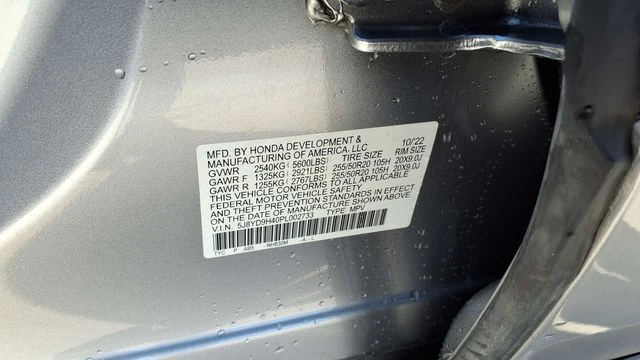 MFD. BY HONDA DEVELOPMENT & 10/22
MANUFACTURING OF AMERICA, LLC
GVWR 2540KG ( 5600LBS) TIRE SIZE RIM SIZE
GAWR F 1325KG ( 2921LBS) 255/50R20 105H 20X9.0J
GAWR R 1255KG ( 2767LBS) 255/50R20 105H 20X9.0J
THIS VEHICLE CONFORMS TO ALL APPLICABLE
FEDERAL MOTOR VEHICLE SAFETY
AND THEFT PREVENTION STANDARDS IN EFFECT
ON THE DATE OF MANUFACTURE SHOWN ABOVE.
V.I.N. 5J8YD9H40PL002733 TYPE MPV
TYC P AB5 NH830M -A -C